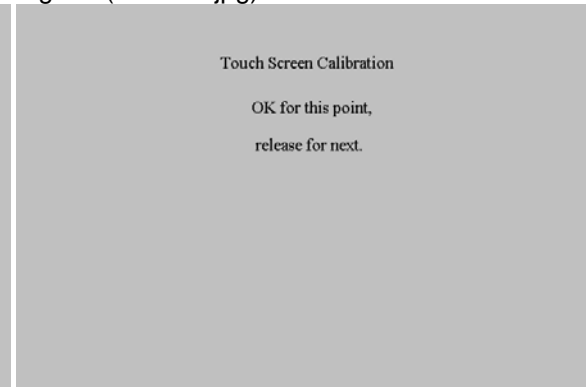 Touch Screen Calibration
OK for this point,
release for next.